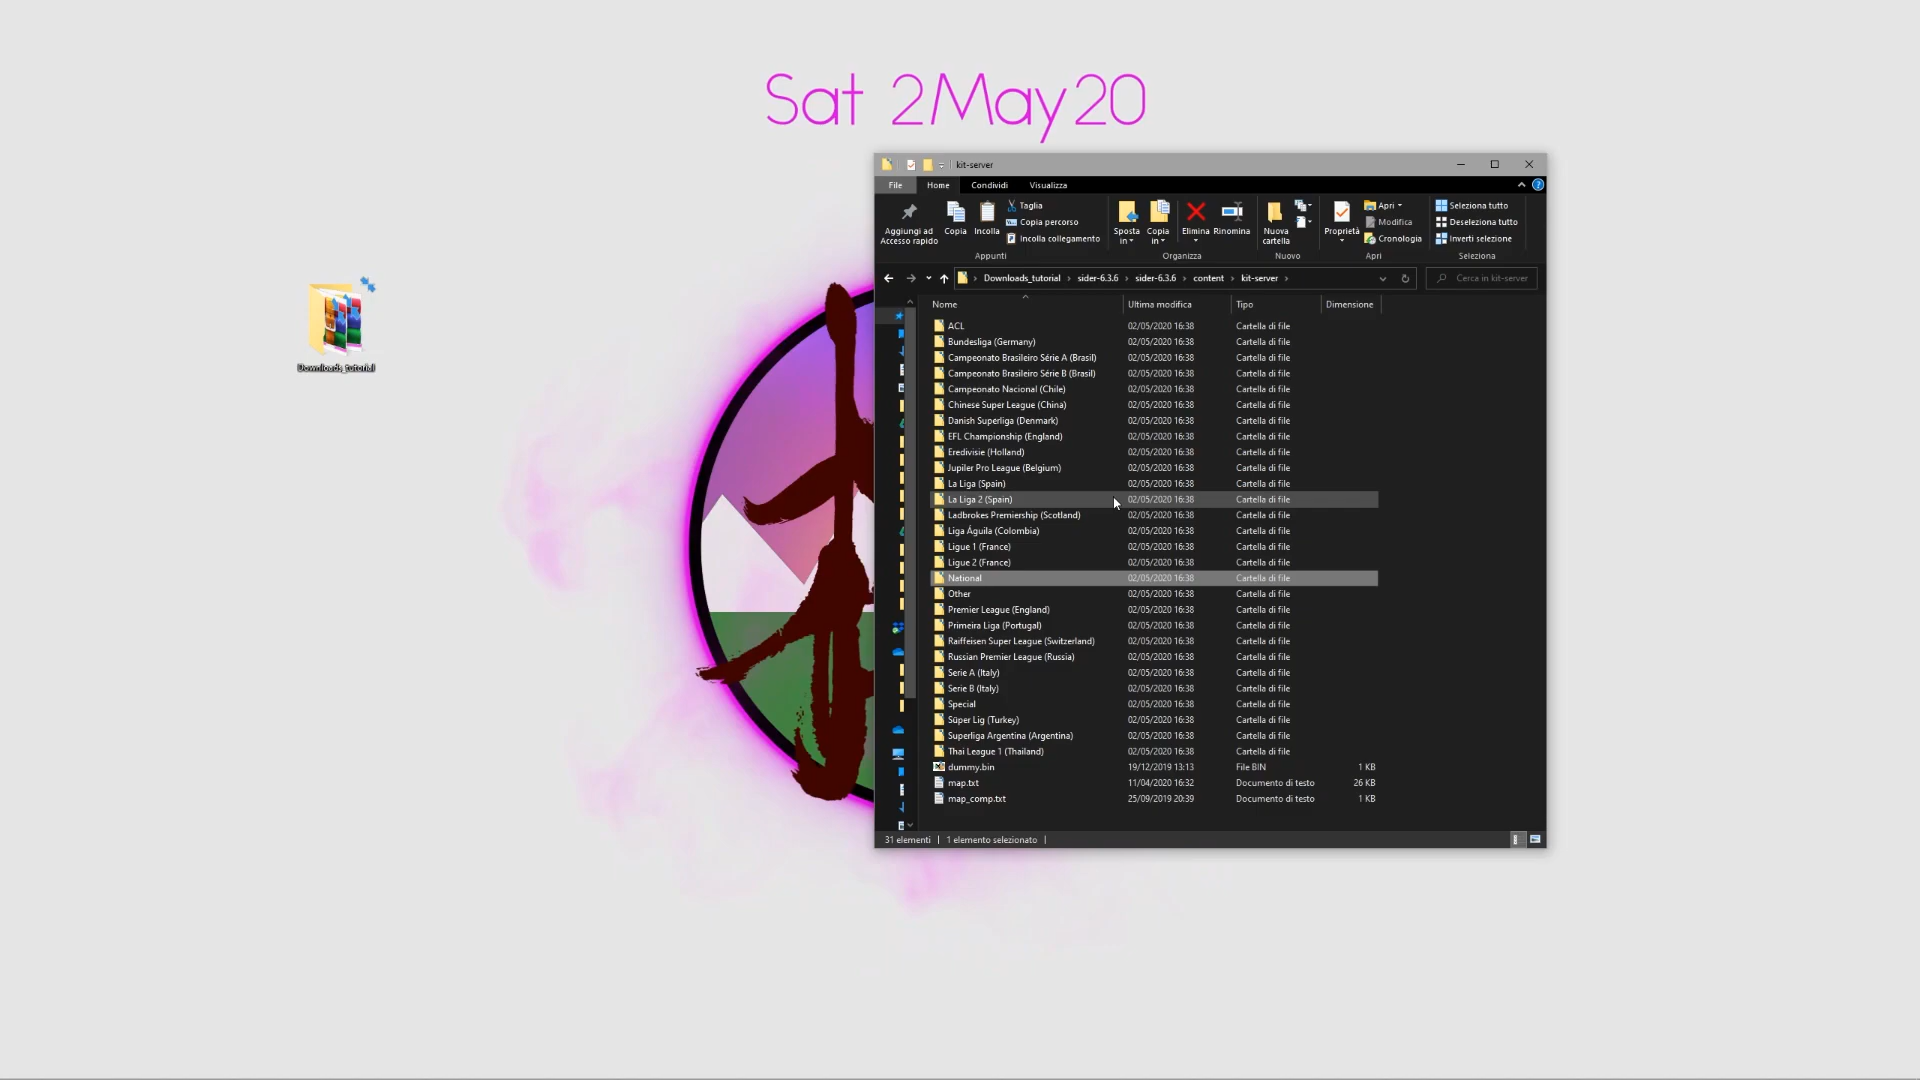 Sat 2May20
Downloads_tutorial
kit-server
File Home Condividi Visualizza
Aggiungi ad Accesso rapido
Copia
Incolla
Taglia
Copia percorso
Incolla collegamento
Appunti
Sposta in
Copia in
Elimina
Rinomina
Organizza
Nuova cartella
Nuovo
Proprietà
Apri
Modifica
Cronologia
Apri
Seleziona tutto
Deseleziona tutto
Inverti selezione
Seleziona
Downloads_tutorial › sider-6.3.6 › sider-6.3.6 › content › kit-server ›
Cerca in kit-server
Nome Ultima modifica Tipo Dimensione
ACL 02/05/2020 16:38 Cartella di file
Bundesliga (Germany) 02/05/2020 16:38 Cartella di file
Campeonato Brasileiro Série A (Brasil) 02/05/2020 16:38 Cartella di file
Campeonato Brasileiro Série B (Brasil) 02/05/2020 16:38 Cartella di file
Campeonato Nacional (Chile) 02/05/2020 16:38 Cartella di file
Chinese Super League (China) 02/05/2020 16:38 Cartella di file
Danish Superliga (Denmark) 02/05/2020 16:38 Cartella di file
EFL Championship (England) 02/05/2020 16:38 Cartella di file
Eredivisie (Holland) 02/05/2020 16:38 Cartella di file
Jupiler Pro League (Belgium) 02/05/2020 16:38 Cartella di file
La Liga (Spain) 02/05/2020 16:38 Cartella di file
La Liga 2 (Spain) 02/05/2020 16:38 Cartella di file
Ladbrokes Premiership (Scotland) 02/05/2020 16:38 Cartella di file
Liga Águila (Colombia) 02/05/2020 16:38 Cartella di file
Ligue 1 (France) 02/05/2020 16:38 Cartella di file
Ligue 2 (France) 02/05/2020 16:38 Cartella di file
National 02/05/2020 16:38 Cartella di file
Other 02/05/2020 16:38 Cartella di file
Premier League (England) 02/05/2020 16:38 Cartella di file
Primeira Liga (Portugal) 02/05/2020 16:38 Cartella di file
Raiffeisen Super League (Switzerland) 02/05/2020 16:38 Cartella di file
Russian Premier League (Russia) 02/05/2020 16:38 Cartella di file
Serie A (Italy) 02/05/2020 16:38 Cartella di file
Serie B (Italy) 02/05/2020 16:38 Cartella di file
Special 02/05/2020 16:38 Cartella di file
Süper Lig (Turkey) 02/05/2020 16:38 Cartella di file
Superliga Argentina (Argentina) 02/05/2020 16:38 Cartella di file
Thai League 1 (Thailand) 02/05/2020 16:38 Cartella di file
dummy.bin 19/12/2019 13:13 File BIN 1 KB
map.txt 11/04/2020 16:32 Documento di testo 26 KB
map_comp.txt 25/09/2019 20:39 Documento di testo 1 KB
31 elementi 1 elemento selezionato